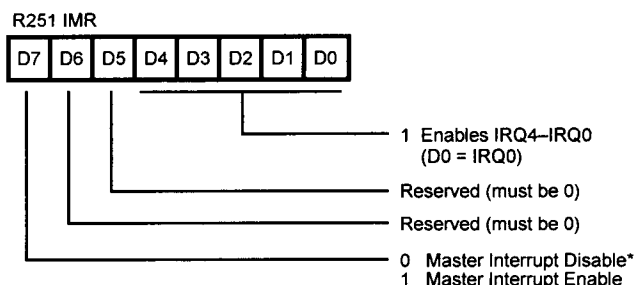 R251 IMR
D7 D6 D5 D4 D3 D2 D1 D0
1 Enables IRQ4–IRQ0
(D0 = IRQ0)
Reserved (must be 0)
Reserved (must be 0)
0 Master Interrupt Disable*
1 Master Interrupt Enable